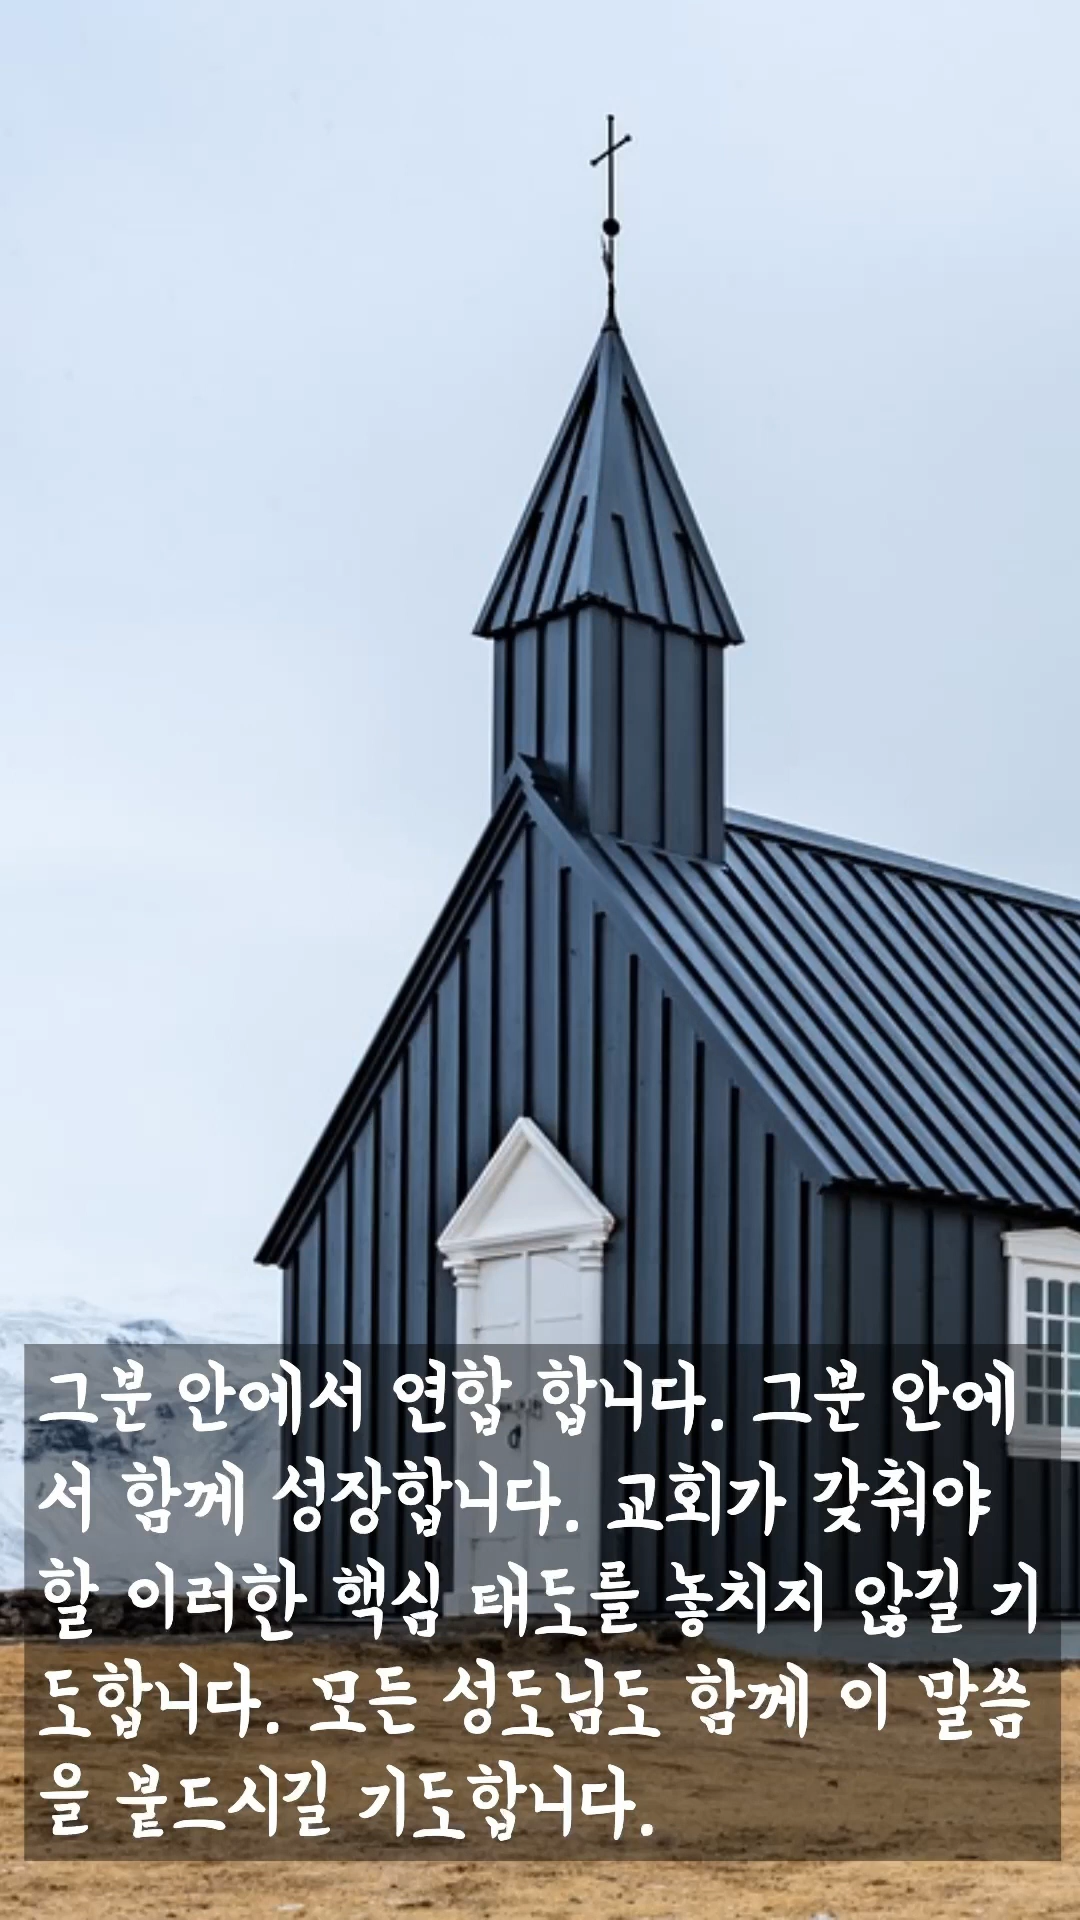 그분 안에서 연합 합니다. 그분 안에
서 함께 성장합니다. 교회가 갖춰야
할 이러한 핵심 태도를 놓치지 않길 기
도합니다. 모든 성도님도 함께 이 말씀
을 붙드시길 기도합니다.